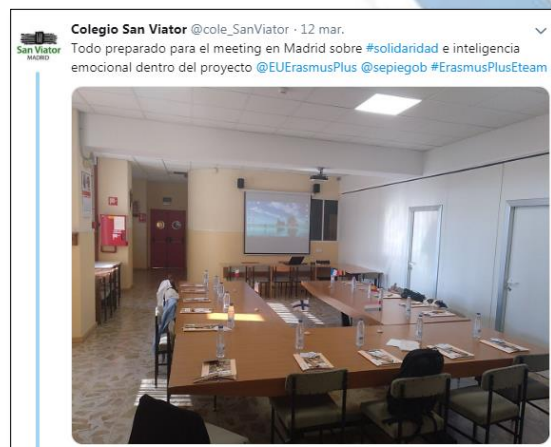 Colegio San Viator @cole_SanViator · 12 mar.
San Viator
MADRID
Todo preparado para el meeting en Madrid sobre #solidaridad e inteligencia
emocional dentro del proyecto @EUErasmusPlus @sepiegob #ErasmusPlusEteam